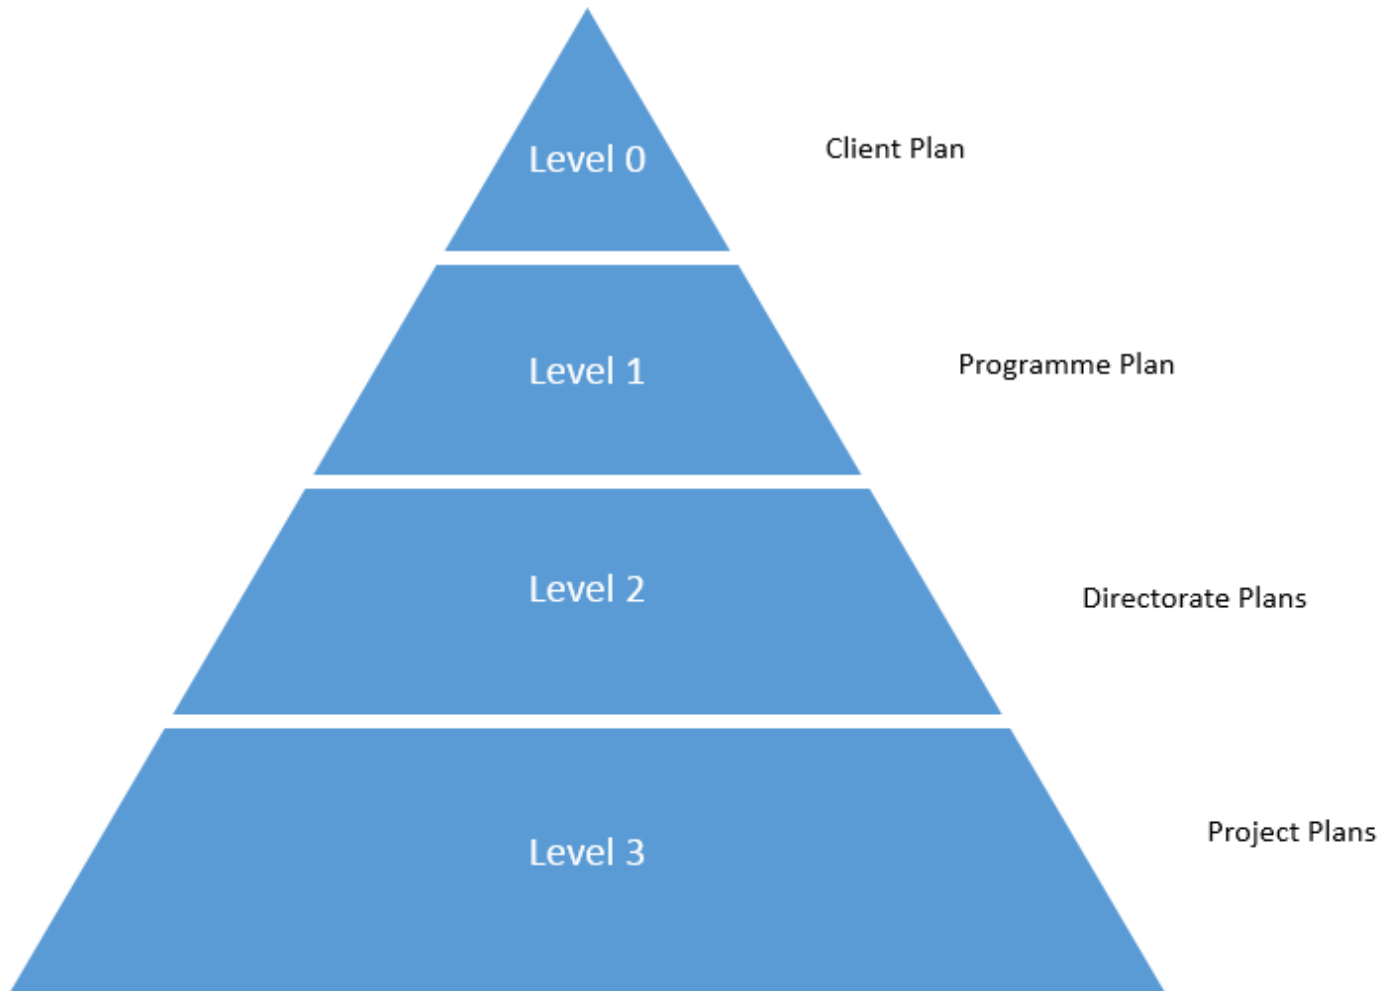 Level 0
Client Plan
Level 1
Programme Plan
Level 2
Directorate Plans
Level 3
Project Plans